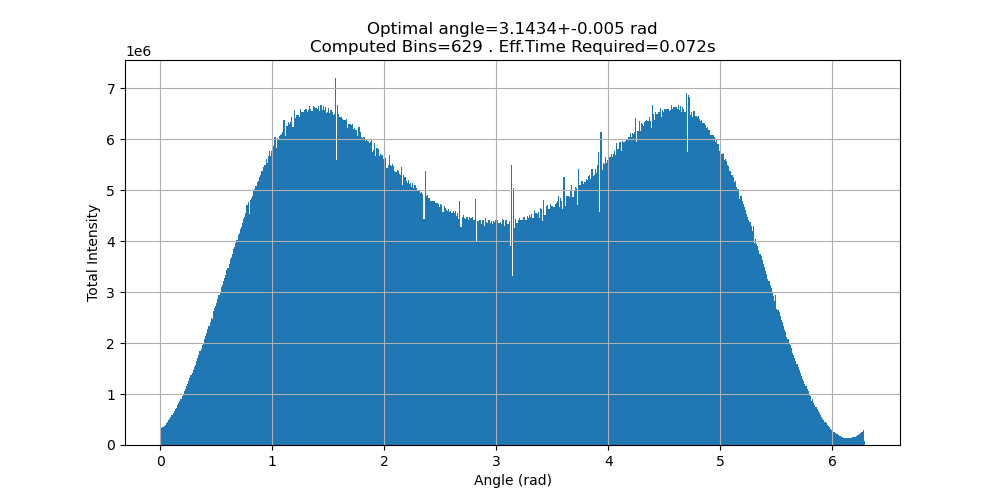 Optimal angle=3.1434+-0.005 rad
Computed Bins=629 . Eff.Time Required=0.072s
1e6
7
6
5
4
3
2
1
0
Total Intensity
0 1 2 3 4 5 6
Angle (rad)